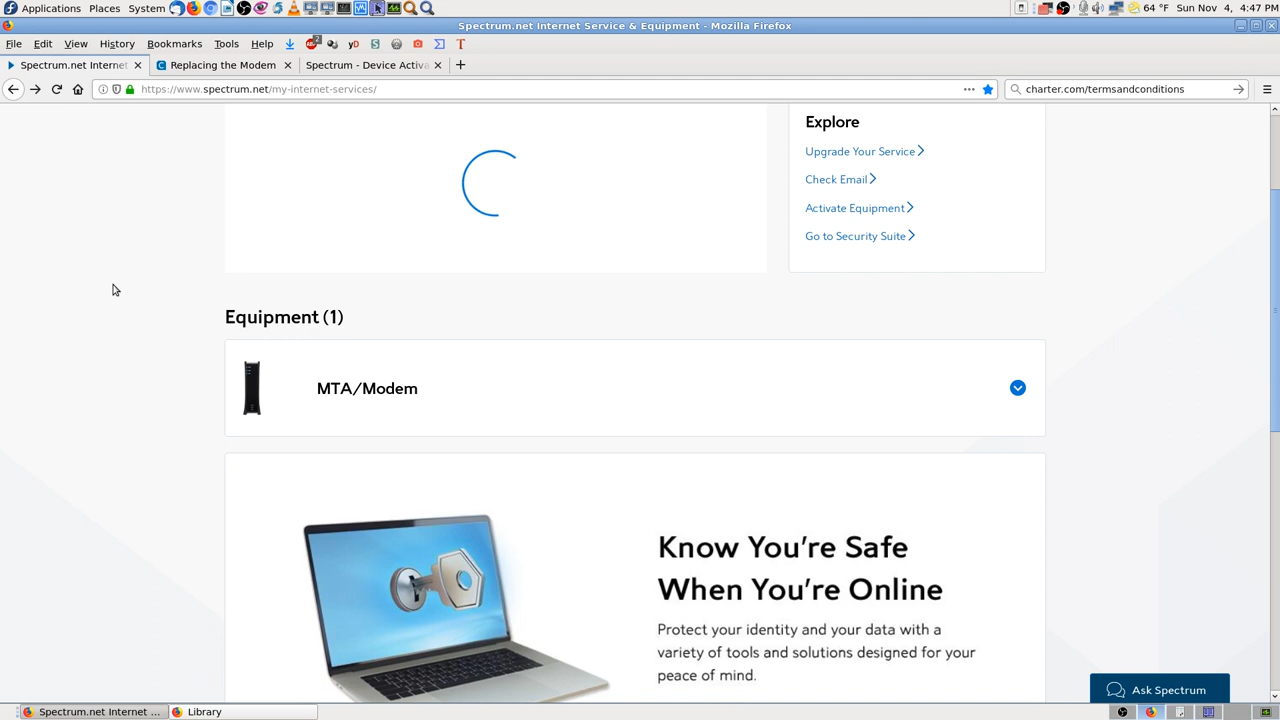 Applications Places System
64 °F Sun Nov 4, 4:47 PM
Spectrum.net Internet Service & Equipment - Mozilla Firefox
File Edit View History Bookmarks Tools Help 2 yD S T
Spectrum.net Internet × C Replacing the Modem × Spectrum - Device Activa ×
https://www.spectrum.net/my-internet-services/
charter.com/termsandconditions
Explore
Upgrade Your Service
Check Email
Activate Equipment
Go to Security Suite
Equipment (1)
MTA/Modem
Know You're Safe
When You're Online
Protect your identity and your data with a
variety of tools and solutions designed for your
peace of mind.
Ask Spectrum
Spectrum.net Internet ... Library